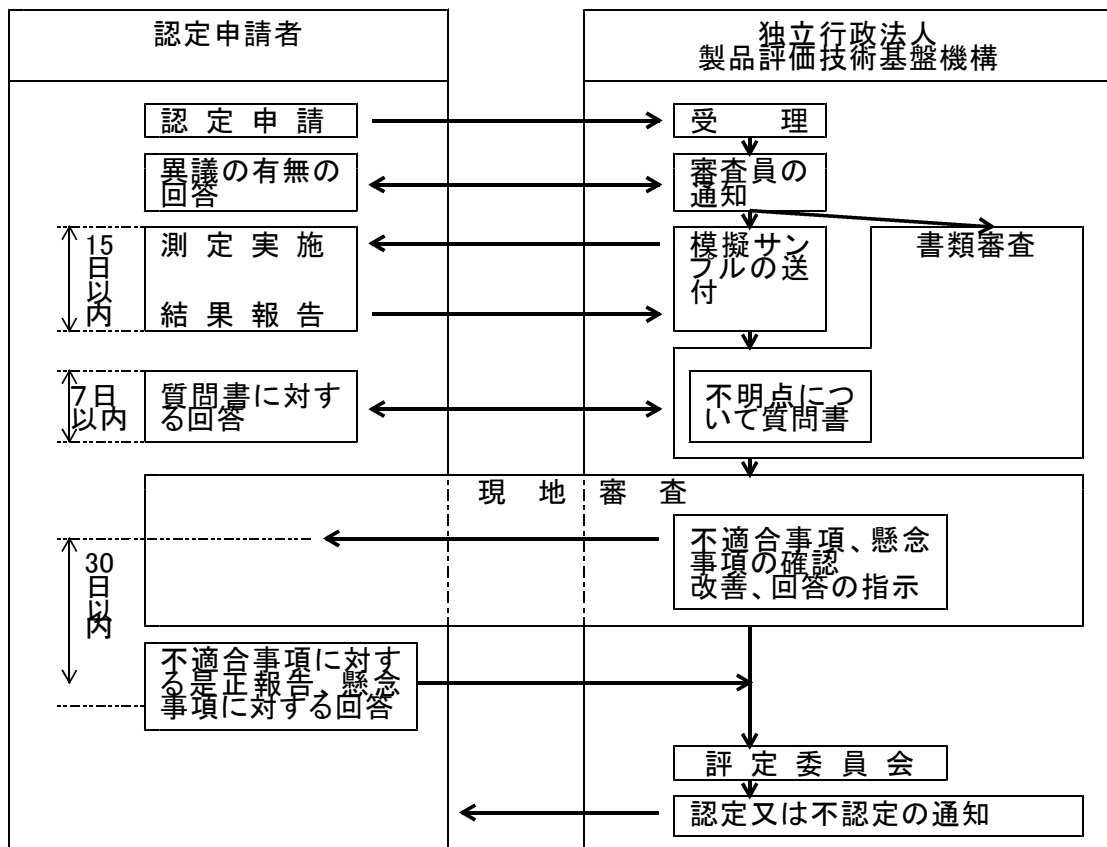 認定申請者
独立行政法人
製品評価技術基盤機構
認定申請
受理
異議の有無の
回答
審査員の
通知
15
日
以
内
測定実施
模擬サン
プルの送
付
書類審査
結果報告
7日
以内
質問書に対す
る回答
不明点につ
いて質問書
現地審査
不適合事項、懸念
事項の確認
改善、回答の指示
30
日
以
内
不適合事項に対す
る是正報告、懸念
事項に対する回答
評定委員会
認定又は不認定の通知